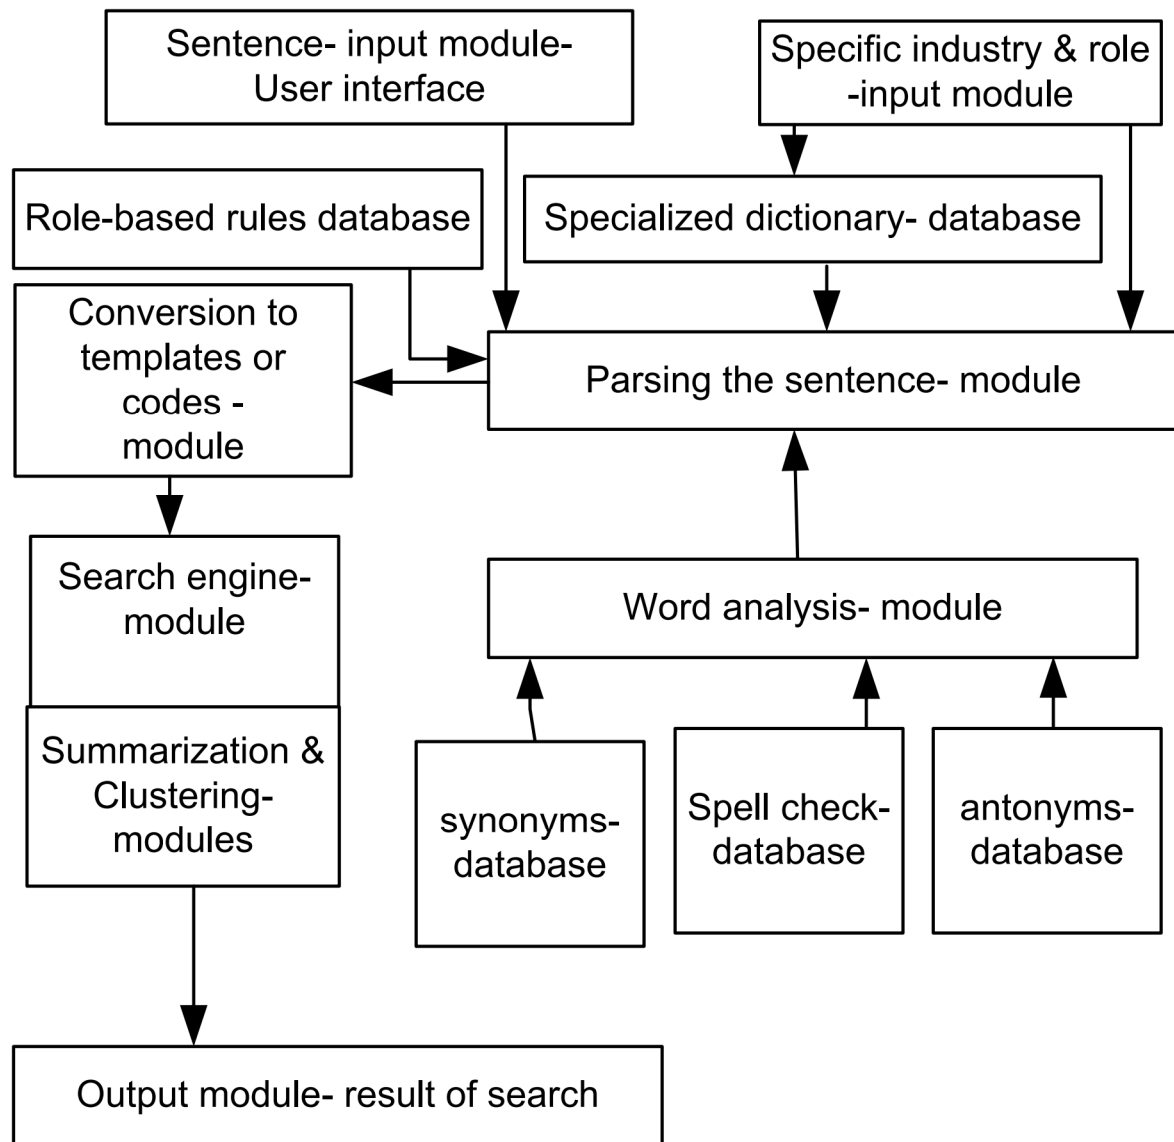 Sentence- input module-
User interface
Specific industry & role
-input module
Role-based rules database
Specialized dictionary- database
Conversion to
templates or
codes -
module
Parsing the sentence- module
Search engine-
module
Word analysis- module
Summarization &
Clustering-
modules
synonyms-
database
Spell check-
database
antonyms-
database
Output module- result of search